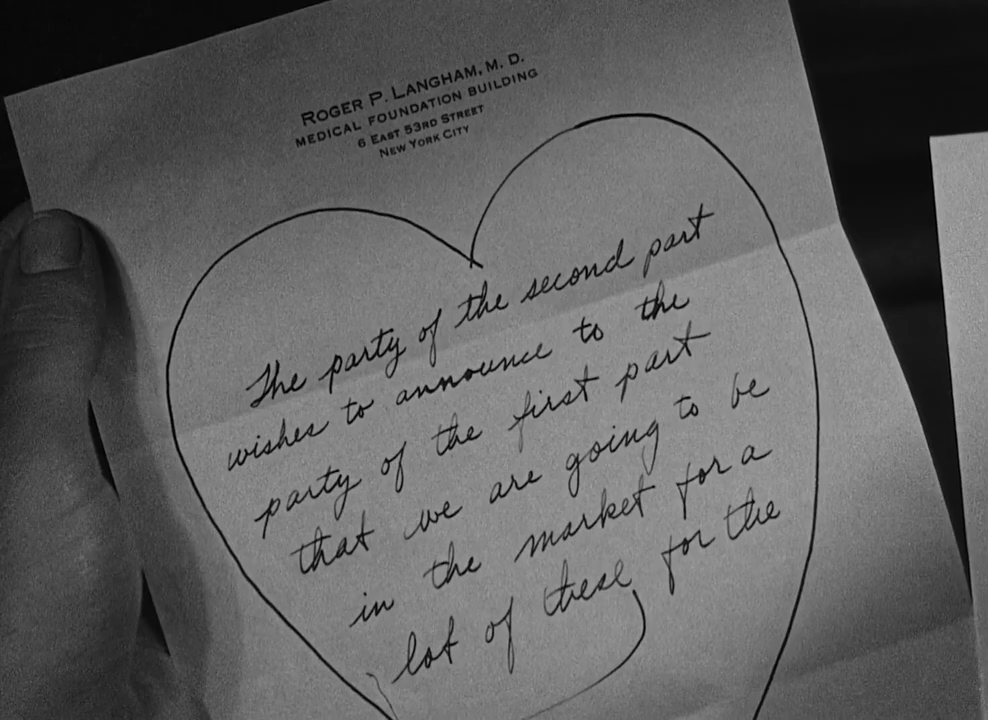 ROGER P. LANGHAM, M. D.
MEDICAL FOUNDATION BUILDING
6 EAST 53RD STREET
NEW YORK CITY
The party of the second part
wishes to announce to the
party of the first part
that we are going to be
in the market for a
lot of these for the